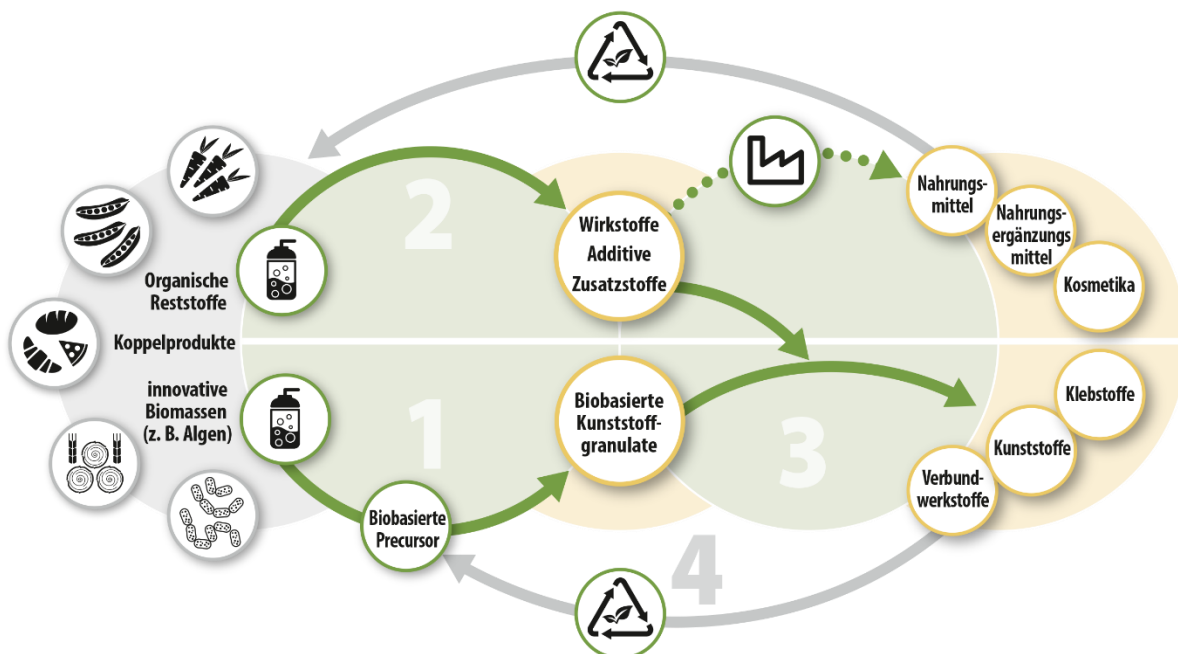 Organische
Reststoffe
Koppelprodukte
innovative
Biomassen
(z. B. Algen)
2
Wirkstoffe
Additive
Zusatzstoffe
Nahrungs-
mittel
Nahrungs-
ergänzungs
mittel
Kosmetika
1
Biobasierte
Precursor
Biobasierte
Kunststoff-
granulate
3
Klebstoffe
Kunststoffe
Verbund-
werkstoffe
4